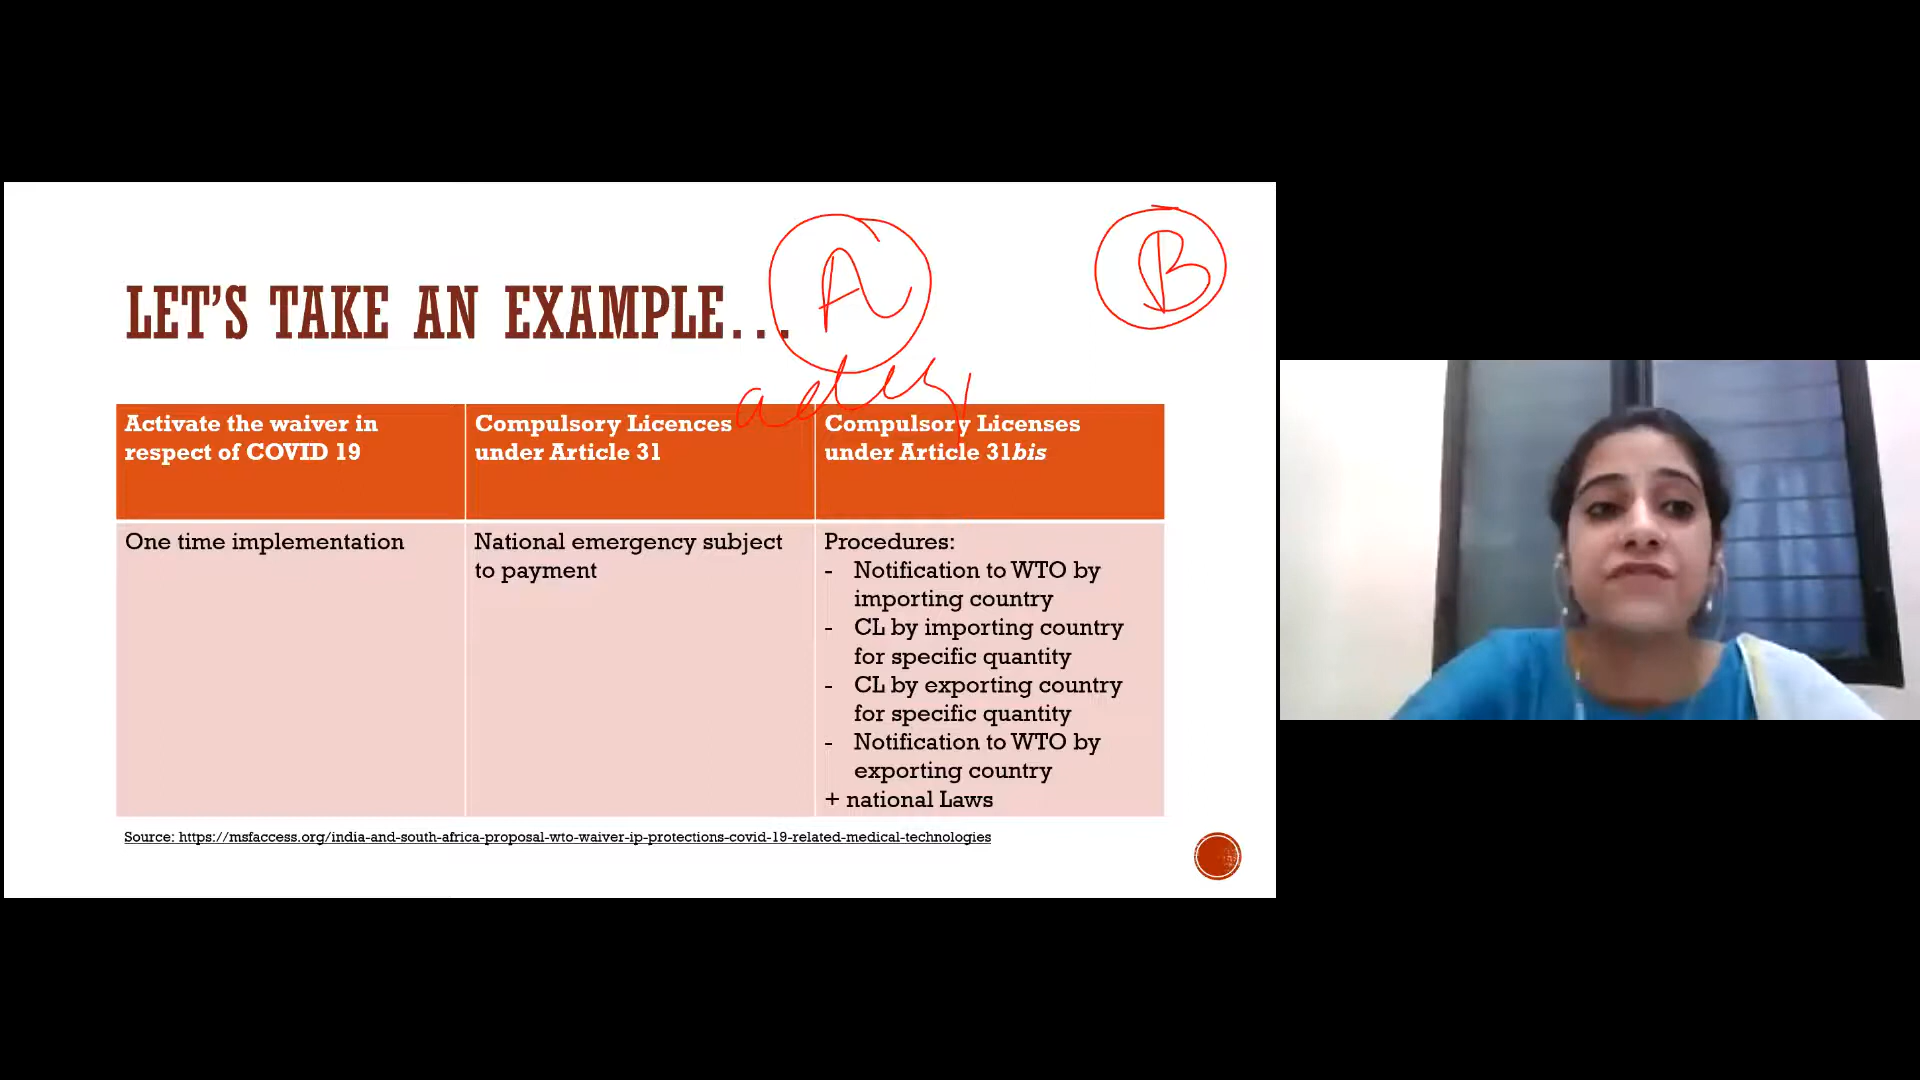 A
B
LET'S TAKE AN EXAMPLE...
Activate the waiver in
respect of COVID 19
Compulsory Licences
under Article 31
Compulsory Licenses
under Article 31bis
One time implementation
National emergency subject
to payment
Procedures:
- Notification to WTO by
importing country
- CL by importing country
for specific quantity
- CL by exporting country
for specific quantity
- Notification to WTO by
exporting country
+ national Laws
Source: https://msfaccess.org/india-and-south-africa-proposal-wto-waiver-ip-protections-covid-19-related-medical-technologies